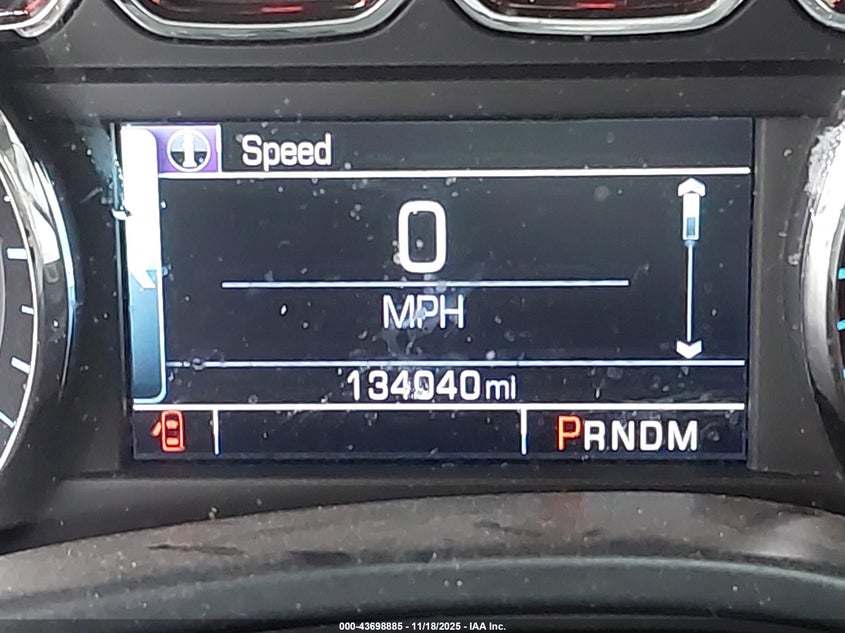 Speed
0
MPH
134040mi
PRNDM
000-43698885 - 11/18/2025 - IAA Inc.